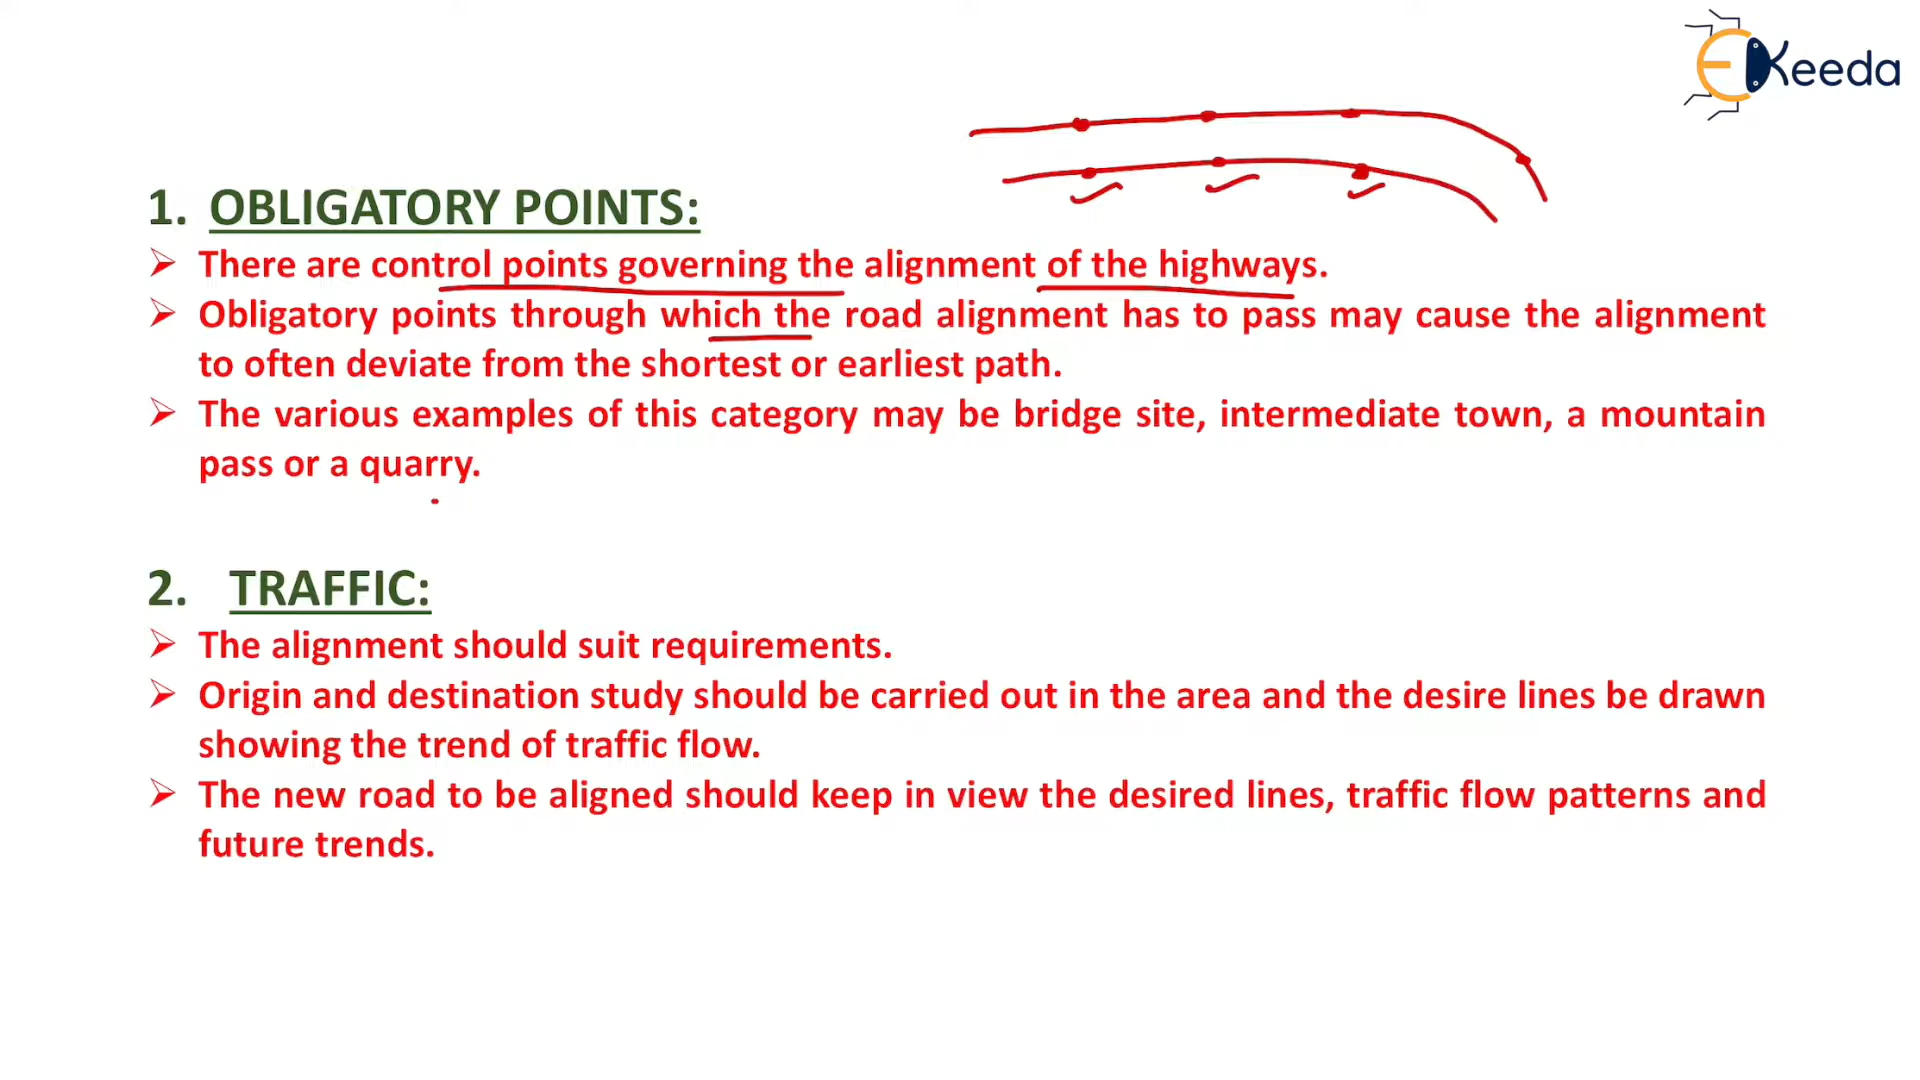 EKeeda
1. OBLIGATORY POINTS:
➢ There are control points governing the alignment of the highways.
➢ Obligatory points through which the road alignment has to pass may cause the alignment
to often deviate from the shortest or earliest path.
➢ The various examples of this category may be bridge site, intermediate town, a mountain
pass or a quarry.
2. TRAFFIC:
➢ The alignment should suit requirements.
➢ Origin and destination study should be carried out in the area and the desire lines be drawn
showing the trend of traffic flow.
➢ The new road to be aligned should keep in view the desired lines, traffic flow patterns and
future trends.